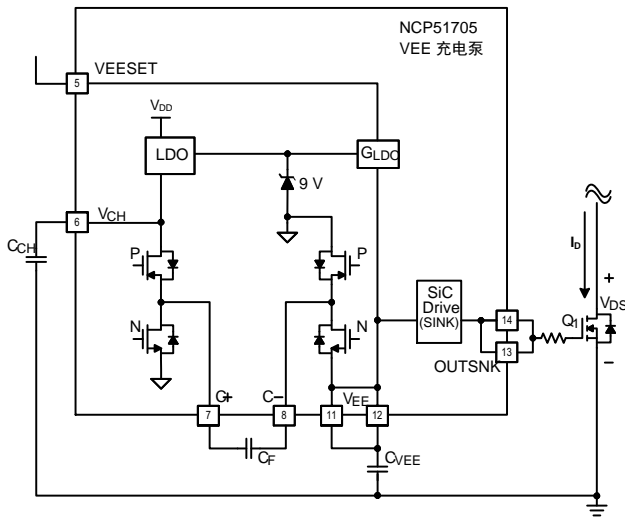 NCP51705
VEE 充电泵
5
VEESET
VDD
LDO
GLDO
9 V
6
VCH
CCH
P
P
N
N
SiC
Drive
(SINK)
14
13
OUTSNK
ID
+
VDS
Q1
−
C+
C−
VEE
7
8
11
12
CF
CVEE